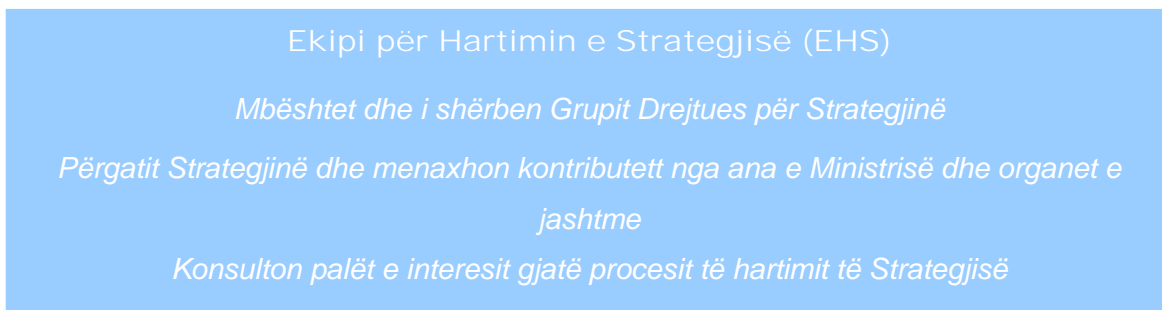 Ekipi për Hartimin e Strategjisë (EHS)
Mbështet dhe i shërben Grupit Drejtues për Strategjinë
Përgatit Strategjinë dhe menaxhon kontributett nga ana e Ministrisë dhe organet e
jashtme
Konsulton palët e interesit gjatë procesit të hartimit të Strategjisë